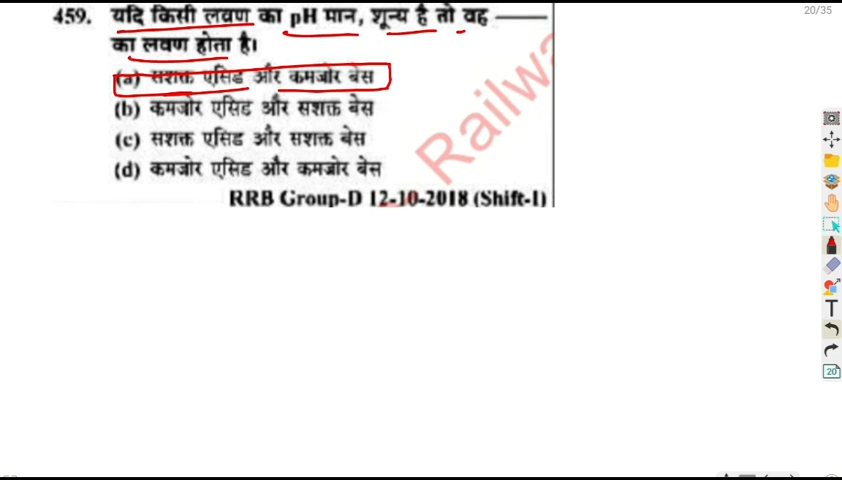 20/35
459. यदि किसी लवण का pH मान, शून्य है तो वह ——
का लवण होता है।
(a) सशक्त एसिड और कमजोर बेस
(b) कमजोर एसिड और सशक्त बेस
(c) सशक्त एसिड और सशक्त बेस
(d) कमजोर एसिड और कमजोर बेस
RRB Group-D 12-10-2018 (Shift-I)
Railwa
T
20